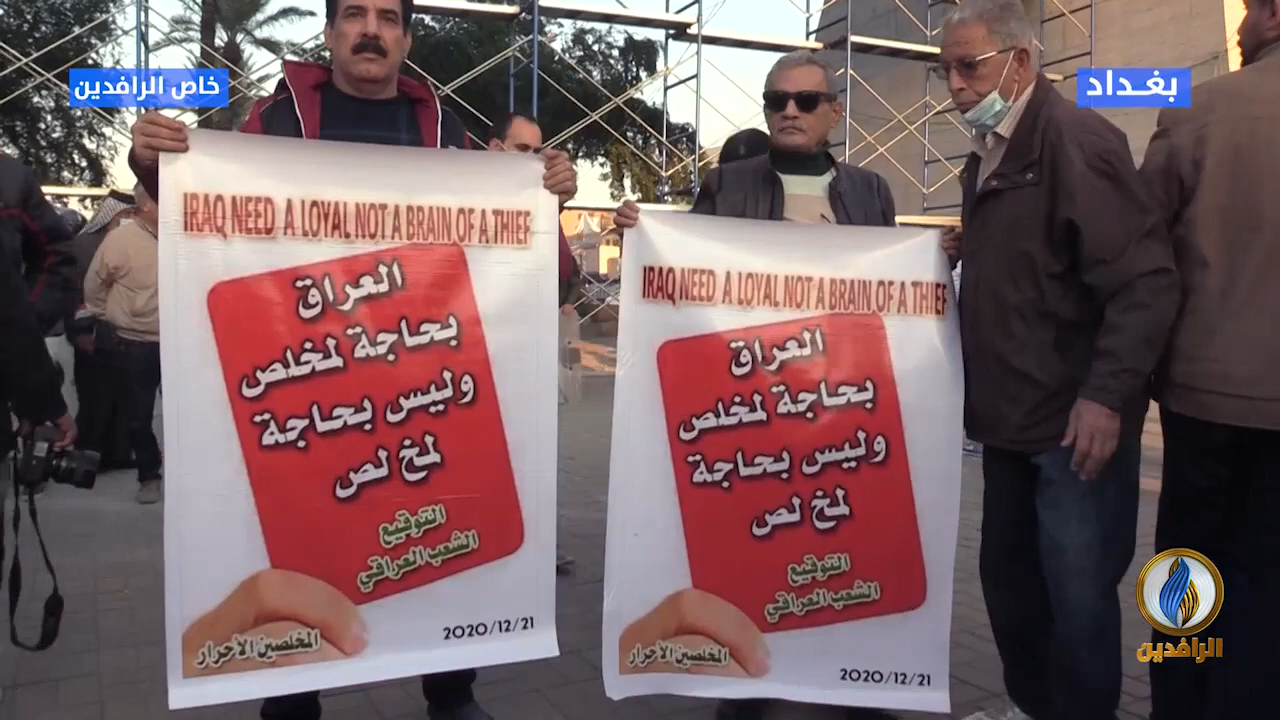 خاص الرافدين
بغداد
IRAQ NEED A LOYAL NOT A BRAIN OF A THIEF
العراق
بحاجة لمخلص
وليس بحاجة
لمخ لص
التوقيع
الشعب العراقي
المخلصين الأحرار
2020/12/21
IRAQ NEED A LOYAL NOT A BRAIN OF A THIEF
العراق
بحاجة لمخلص
وليس بحاجة
لمخ لص
التوقيع
الشعب العراقي
المخلصين الأحرار
2020/12/21
الرافدين